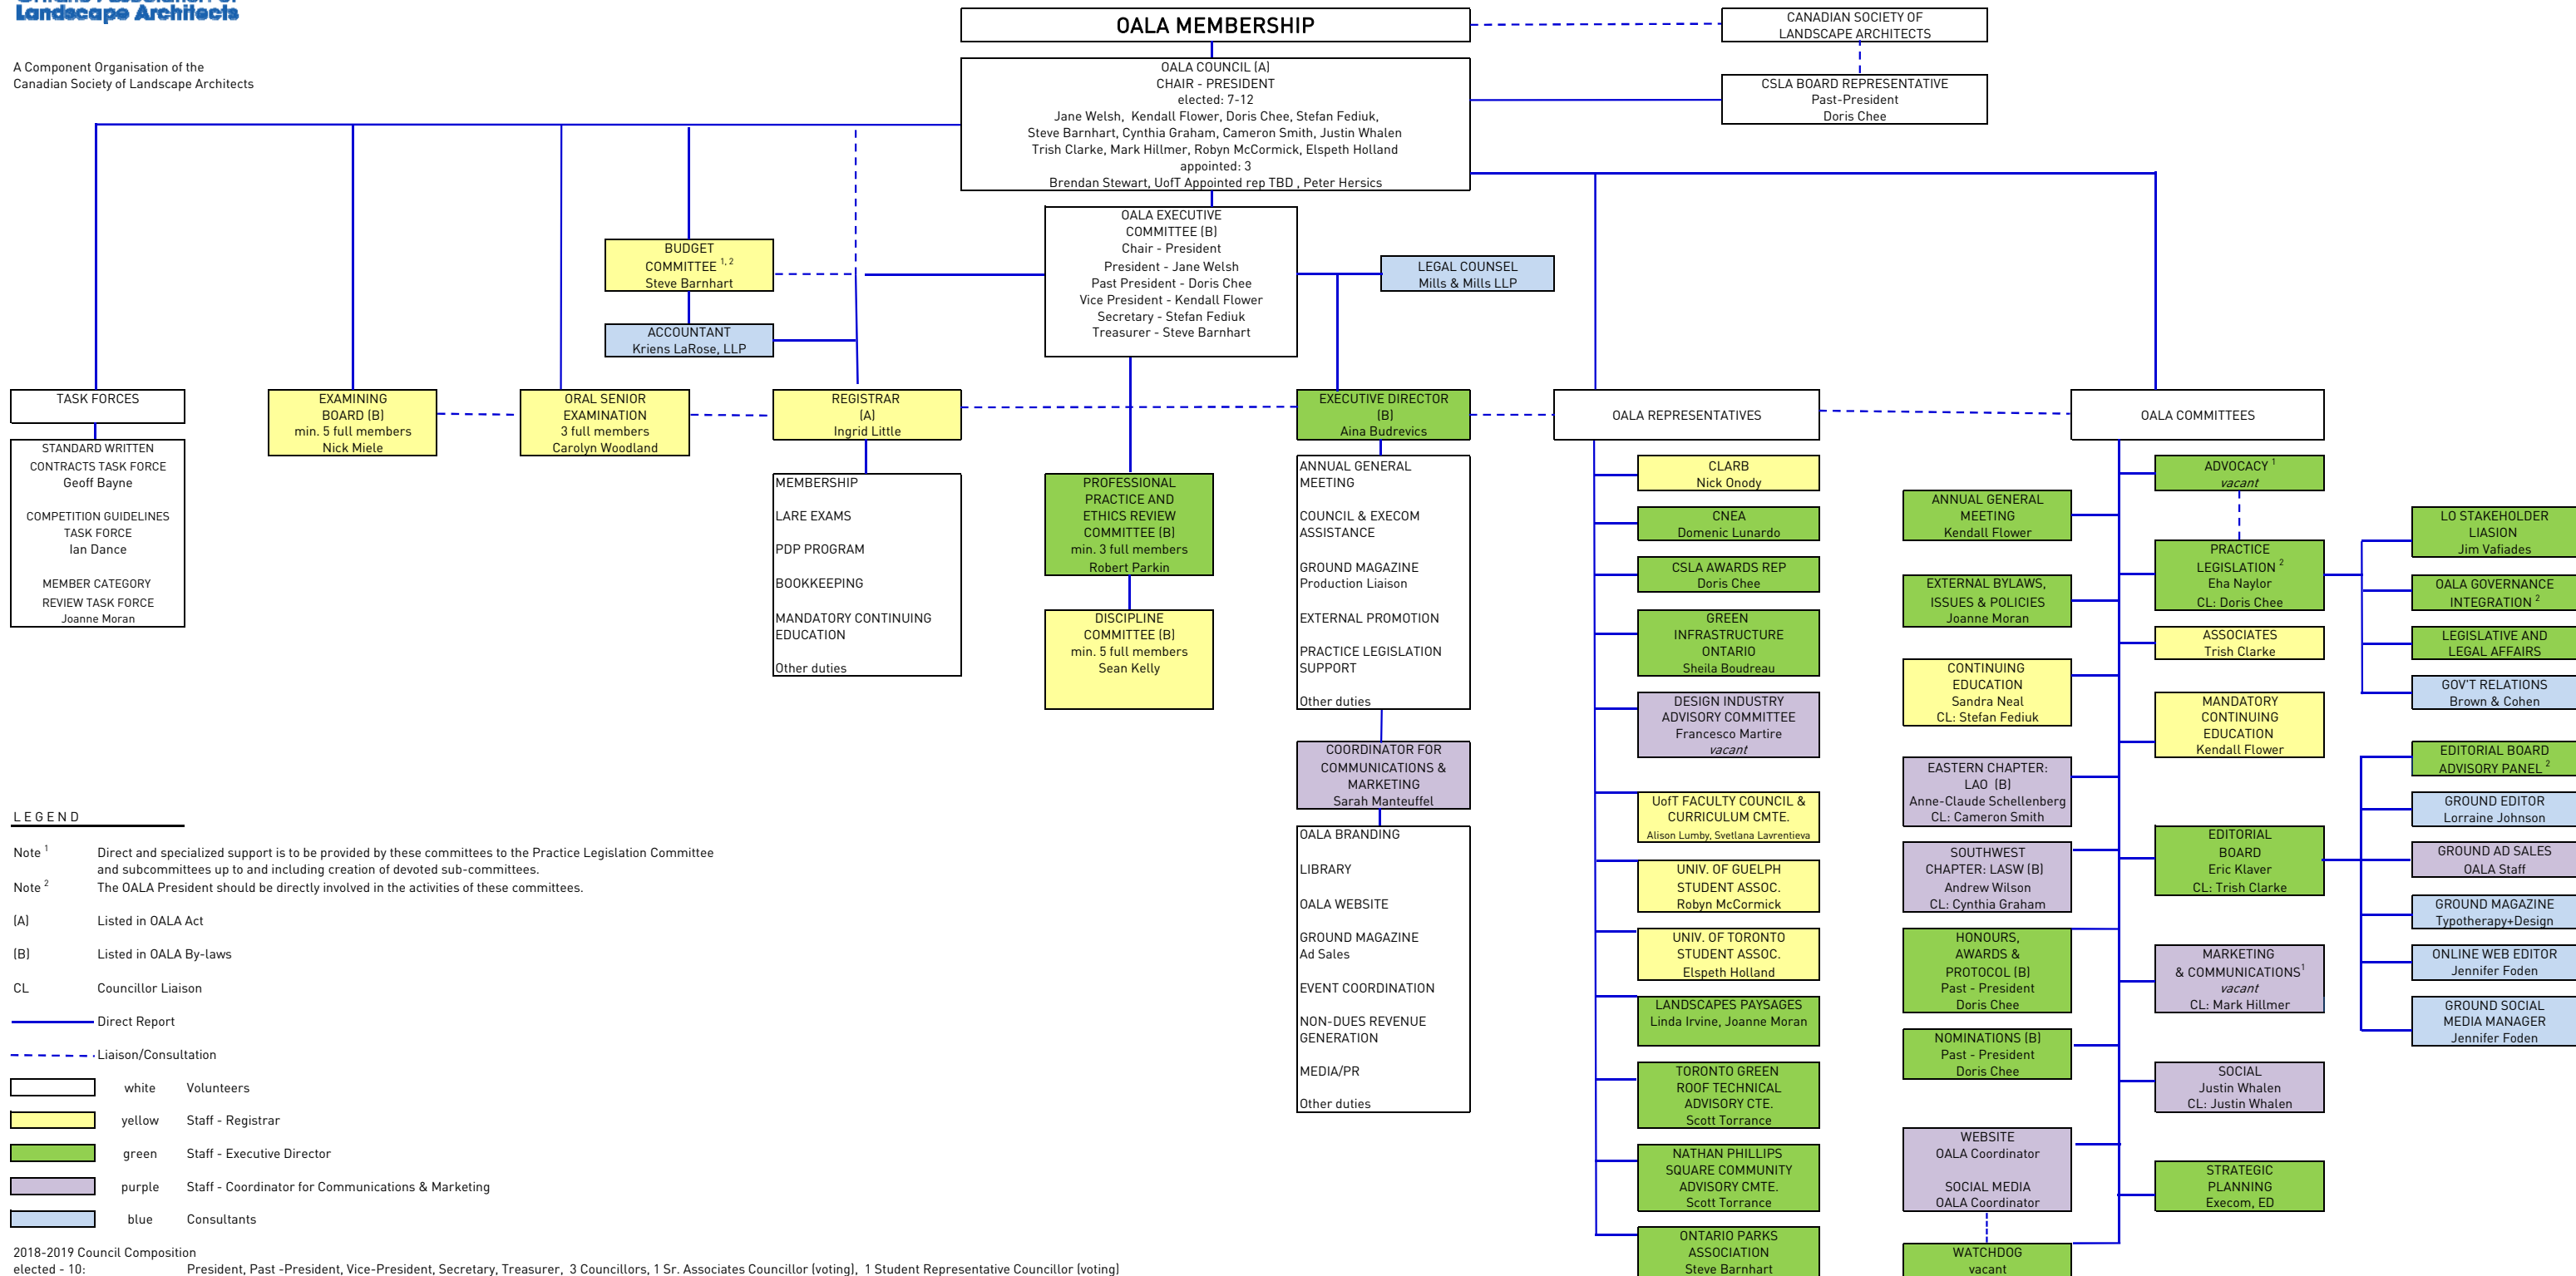 Landscape Architects
A Component Organisation of the
Canadian Society of Landscape Architects
OALA MEMBERSHIP
CANADIAN SOCIETY OF
LANDSCAPE ARCHITECTS
OALA COUNCIL (A)
CHAIR - PRESIDENT
elected: 7-12
Jane Welsh, Kendall Flower, Doris Chee, Stefan Fediuk,
Steve Barnhart, Cynthia Graham, Cameron Smith, Justin Whalen
Trish Clarke, Mark Hillmer, Robyn McCormick, Elspeth Holland
appointed: 3
Brendan Stewart, UofT Appointed rep TBD , Peter Hersics
CSLA BOARD REPRESENTATIVE
Past-President
Doris Chee
OALA EXECUTIVE
COMMITTEE (B)
Chair - President
President - Jane Welsh
Past President - Doris Chee
Vice President - Kendall Flower
Secretary - Stefan Fediuk
Treasurer - Steve Barnhart
BUDGET
COMMITTEE 1, 2
Steve Barnhart
ACCOUNTANT
Kriens LaRose, LLP
LEGAL COUNSEL
Mills & Mills LLP
TASK FORCES
STANDARD WRITTEN
CONTRACTS TASK FORCE
Geoff Bayne
COMPETITION GUIDELINES
TASK FORCE
Ian Dance
MEMBER CATEGORY
REVIEW TASK FORCE
Joanne Moran
EXAMINING
BOARD (B)
min. 5 full members
Nick Miele
ORAL SENIOR
EXAMINATION
3 full members
Carolyn Woodland
REGISTRAR
(A)
Ingrid Little
MEMBERSHIP
LARE EXAMS
PDP PROGRAM
BOOKKEEPING
MANDATORY CONTINUING
EDUCATION
Other duties
PROFESSIONAL
PRACTICE AND
ETHICS REVIEW
COMMITTEE (B)
min. 3 full members
Robert Parkin
DISCIPLINE
COMMITTEE (B)
min. 5 full members
Sean Kelly
EXECUTIVE DIRECTOR
(B)
Aina Budrevics
ANNUAL GENERAL
MEETING
COUNCIL & EXECOM
ASSISTANCE
GROUND MAGAZINE
Production Liaison
EXTERNAL PROMOTION
PRACTICE LEGISLATION
SUPPORT
Other duties
COORDINATOR FOR
COMMUNICATIONS &
MARKETING
Sarah Manteuffel
OALA BRANDING
LIBRARY
OALA WEBSITE
GROUND MAGAZINE
Ad Sales
EVENT COORDINATION
NON-DUES REVENUE
GENERATION
MEDIA/PR
Other duties
OALA REPRESENTATIVES
CLARB
Nick Onody
CNEA
Domenic Lunardo
CSLA AWARDS REP
Doris Chee
GREEN
INFRASTRUCTURE
ONTARIO
Sheila Boudreau
DESIGN INDUSTRY
ADVISORY COMMITTEE
Francesco Martire
vacant
UofT FACULTY COUNCIL &
CURRICULUM CMTE.
Alison Lumby, Svetlana Lavrentieva
UNIV. OF GUELPH
STUDENT ASSOC.
Robyn McCormick
UNIV. OF TORONTO
STUDENT ASSOC.
Elspeth Holland
LANDSCAPES PAYSAGES
Linda Irvine, Joanne Moran
TORONTO GREEN
ROOF TECHNICAL
ADVISORY CTE.
Scott Torrance
NATHAN PHILLIPS
SQUARE COMMUNITY
ADVISORY CMTE.
Scott Torrance
ONTARIO PARKS
ASSOCIATION
Steve Barnhart
OALA COMMITTEES
ANNUAL GENERAL
MEETING
Kendall Flower
EXTERNAL BYLAWS,
ISSUES & POLICIES
Joanne Moran
CONTINUING
EDUCATION
Sandra Neal
CL: Stefan Fediuk
EASTERN CHAPTER:
LAO (B)
Anne-Claude Schellenberg
CL: Cameron Smith
SOUTHWEST
CHAPTER: LASW (B)
Andrew Wilson
CL: Cynthia Graham
HONOURS,
AWARDS &
PROTOCOL (B)
Past - President
Doris Chee
NOMINATIONS (B)
Past - President
Doris Chee
WEBSITE
OALA Coordinator
SOCIAL MEDIA
OALA Coordinator
WATCHDOG
vacant
ADVOCACY 1
vacant
PRACTICE
LEGISLATION 2
Eha Naylor
CL: Doris Chee
ASSOCIATES
Trish Clarke
MANDATORY
CONTINUING
EDUCATION
Kendall Flower
EDITORIAL
BOARD
Eric Klaver
CL: Trish Clarke
MARKETING
& COMMUNICATIONS1
vacant
CL: Mark Hillmer
SOCIAL
Justin Whalen
CL: Justin Whalen
STRATEGIC
PLANNING
Execom, ED
LO STAKEHOLDER
LIASION
Jim Vafiades
OALA GOVERNANCE
INTEGRATION 2
LEGISLATIVE AND
LEGAL AFFAIRS
GOV'T RELATIONS
Brown & Cohen
EDITORIAL BOARD
ADVISORY PANEL 2
GROUND EDITOR
Lorraine Johnson
GROUND AD SALES
OALA Staff
GROUND MAGAZINE
Typotherapy+Design
ONLINE WEB EDITOR
Jennifer Foden
GROUND SOCIAL
MEDIA MANAGER
Jennifer Foden
LEGEND
Note 1 Direct and specialized support is to be provided by these committees to the Practice Legislation Committee
and subcommittees up to and including creation of devoted sub-committees.
Note 2 The OALA President should be directly involved in the activities of these committees.
(A) Listed in OALA Act
(B) Listed in OALA By-laws
CL Councillor Liaison
Direct Report
Liaison/Consultation
white Volunteers
yellow Staff - Registrar
green Staff - Executive Director
purple Staff - Coordinator for Communications & Marketing
blue Consultants
2018-2019 Council Composition
elected - 10: President, Past -President, Vice-President, Secretary, Treasurer, 3 Councillors, 1 Sr. Associates Councillor (voting), 1 Student Representative Councillor (voting)